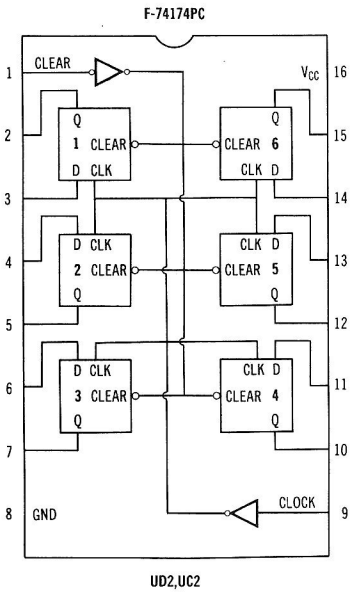 F-74174PC
1 CLEAR VCC 16
2 Q Q 15
1 CLEAR CLEAR 6
3 D CLK CLK D 14
4 D CLK CLK D 13
2 CLEAR CLEAR 5
5 Q Q 12
6 D CLK CLK D 11
3 CLEAR CLEAR 4
7 Q Q 10
8 GND CLOCK 9
UD2,UC2